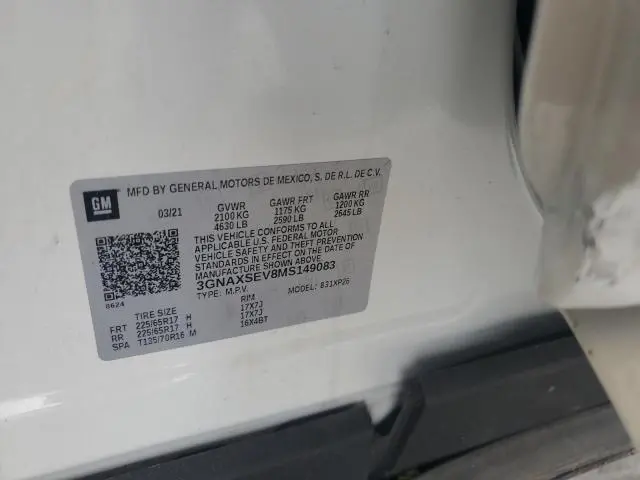 GM
MFD BY GENERAL MOTORS DE MEXICO, S. DE R.L. DE C.V.
03/21 GVWR GAWR FRT GAWR RR
2100 KG 1175 KG 1200 KG
4630 LB 2590 LB 2645 LB
THIS VEHICLE CONFORMS TO ALL
APPLICABLE U.S. FEDERAL MOTOR
VEHICLE SAFETY STANDARDS
IN EFFECT ON THE DATE OF
MANUFACTURE SHOWN ABOVE.
3GNAXSEV8MS149083
TYPE: M.P.V. MODEL: 831XP26
8624
TIRE SIZE RIM
FRT 225/65R17 H 17X7J
RR 225/65R17 H 17X7J
SPA T135/70R16 M 16X4BT